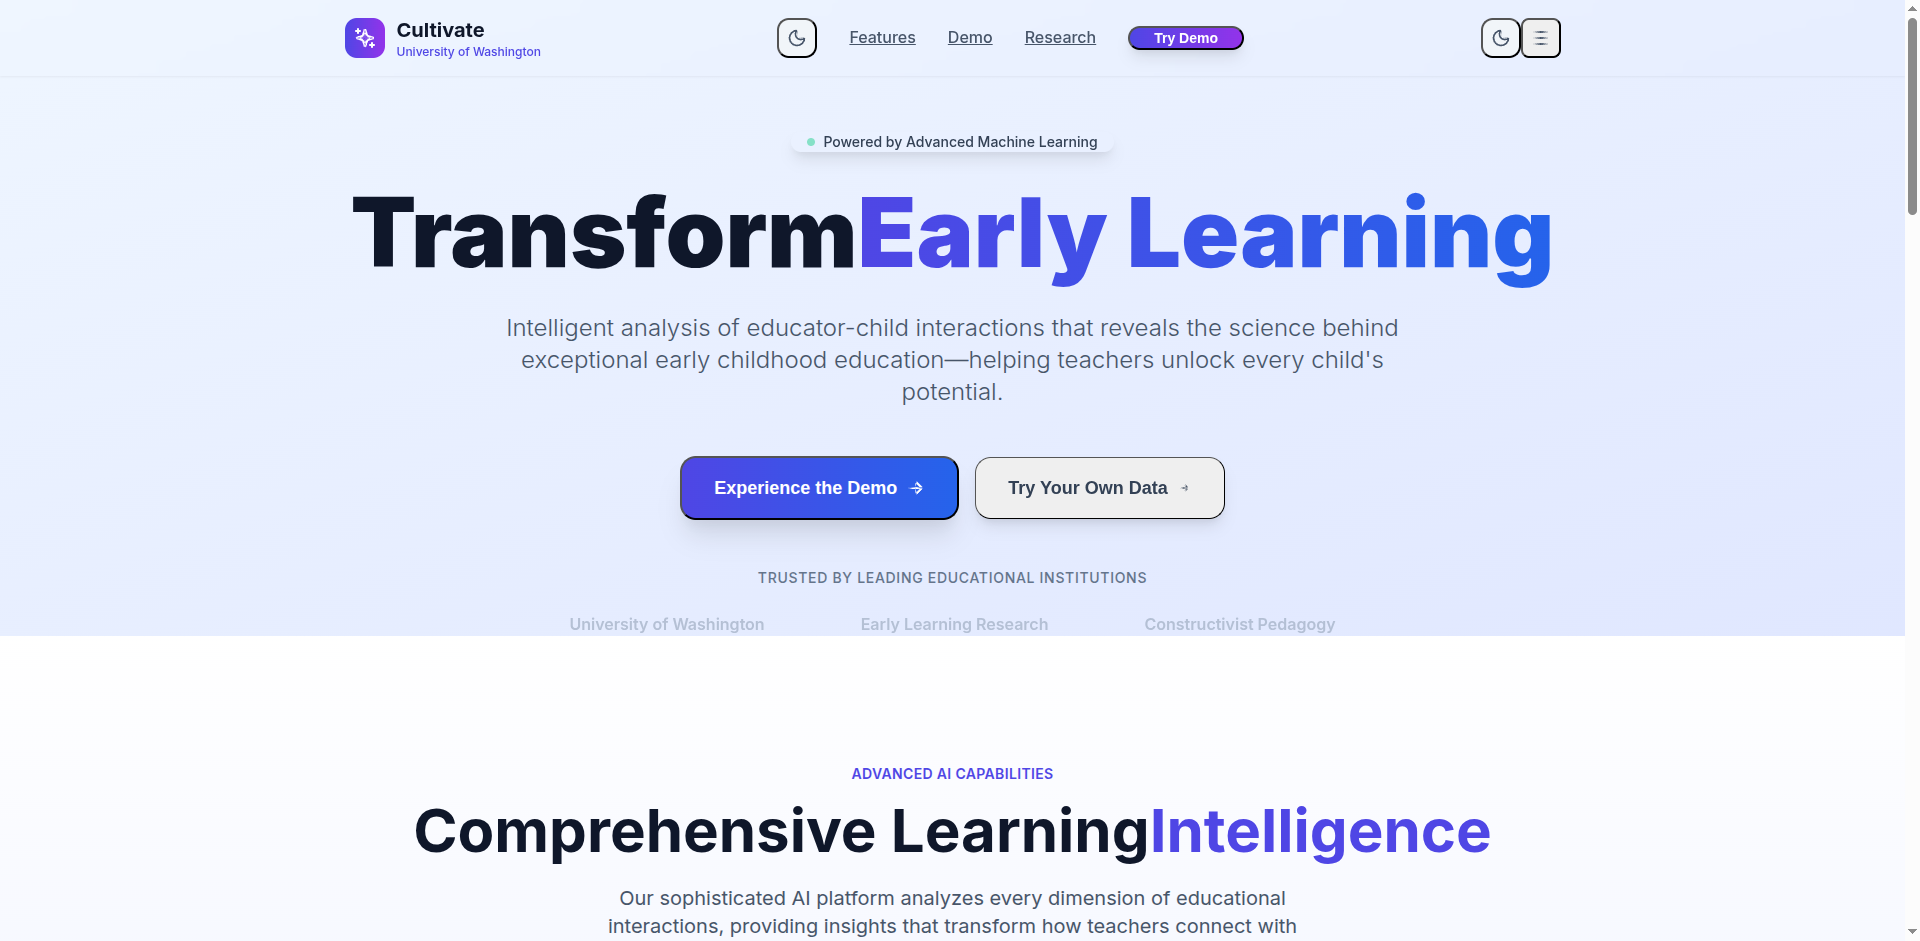 Cultivate
University of Washington
Features
Demo
Research
Try Demo
Powered by Advanced Machine Learning
TransformEarly Learning
Intelligent analysis of educator-child interactions that reveals the science behind
exceptional early childhood education—helping teachers unlock every child's
potential.
Experience the Demo
Try Your Own Data
TRUSTED BY LEADING EDUCATIONAL INSTITUTIONS
University of Washington
Early Learning Research
Constructivist Pedagogy
ADVANCED AI CAPABILITIES
Comprehensive LearningIntelligence
Our sophisticated AI platform analyzes every dimension of educational
interactions, providing insights that transform how teachers connect with